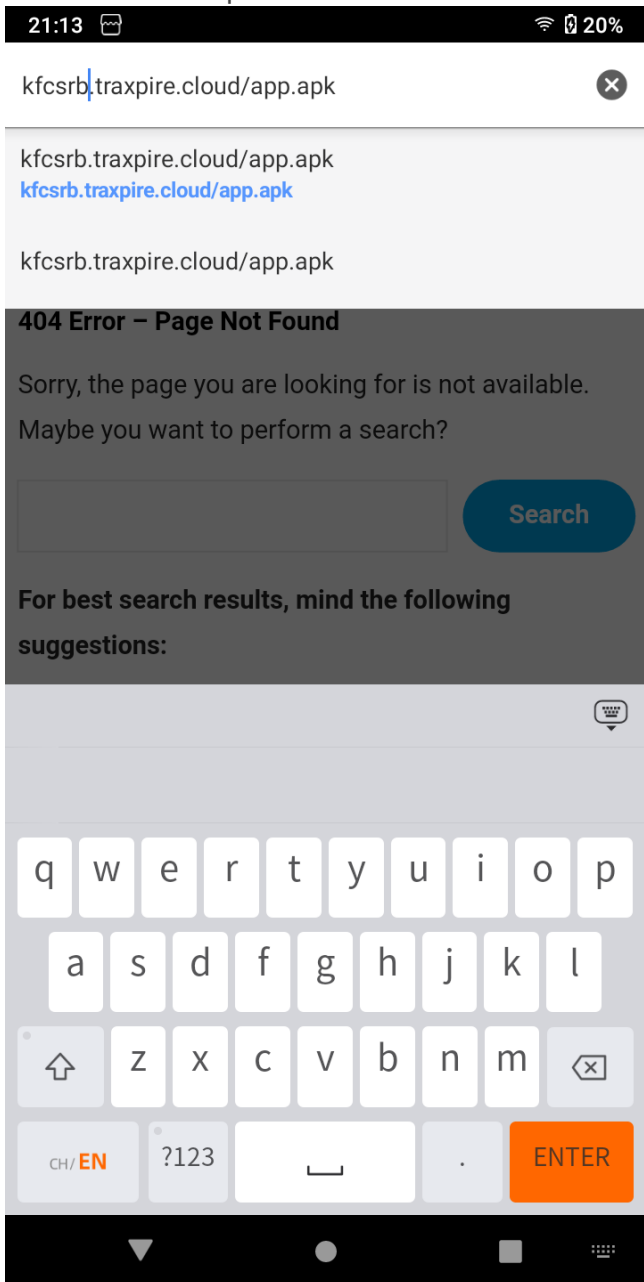 21:13
20%
kfcsrb.traxpire.cloud/app.apk
kfcsrb.traxpire.cloud/app.apk
kfcsrb.traxpire.cloud/app.apk
kfcsrb.traxpire.cloud/app.apk
404 Error – Page Not Found
Sorry, the page you are looking for is not available.
Maybe you want to perform a search?
Search
For best search results, mind the following
suggestions:
q w e r t y u i o p
a s d f g h j k l
z x c v b n m
CH/EN ?123 . ENTER